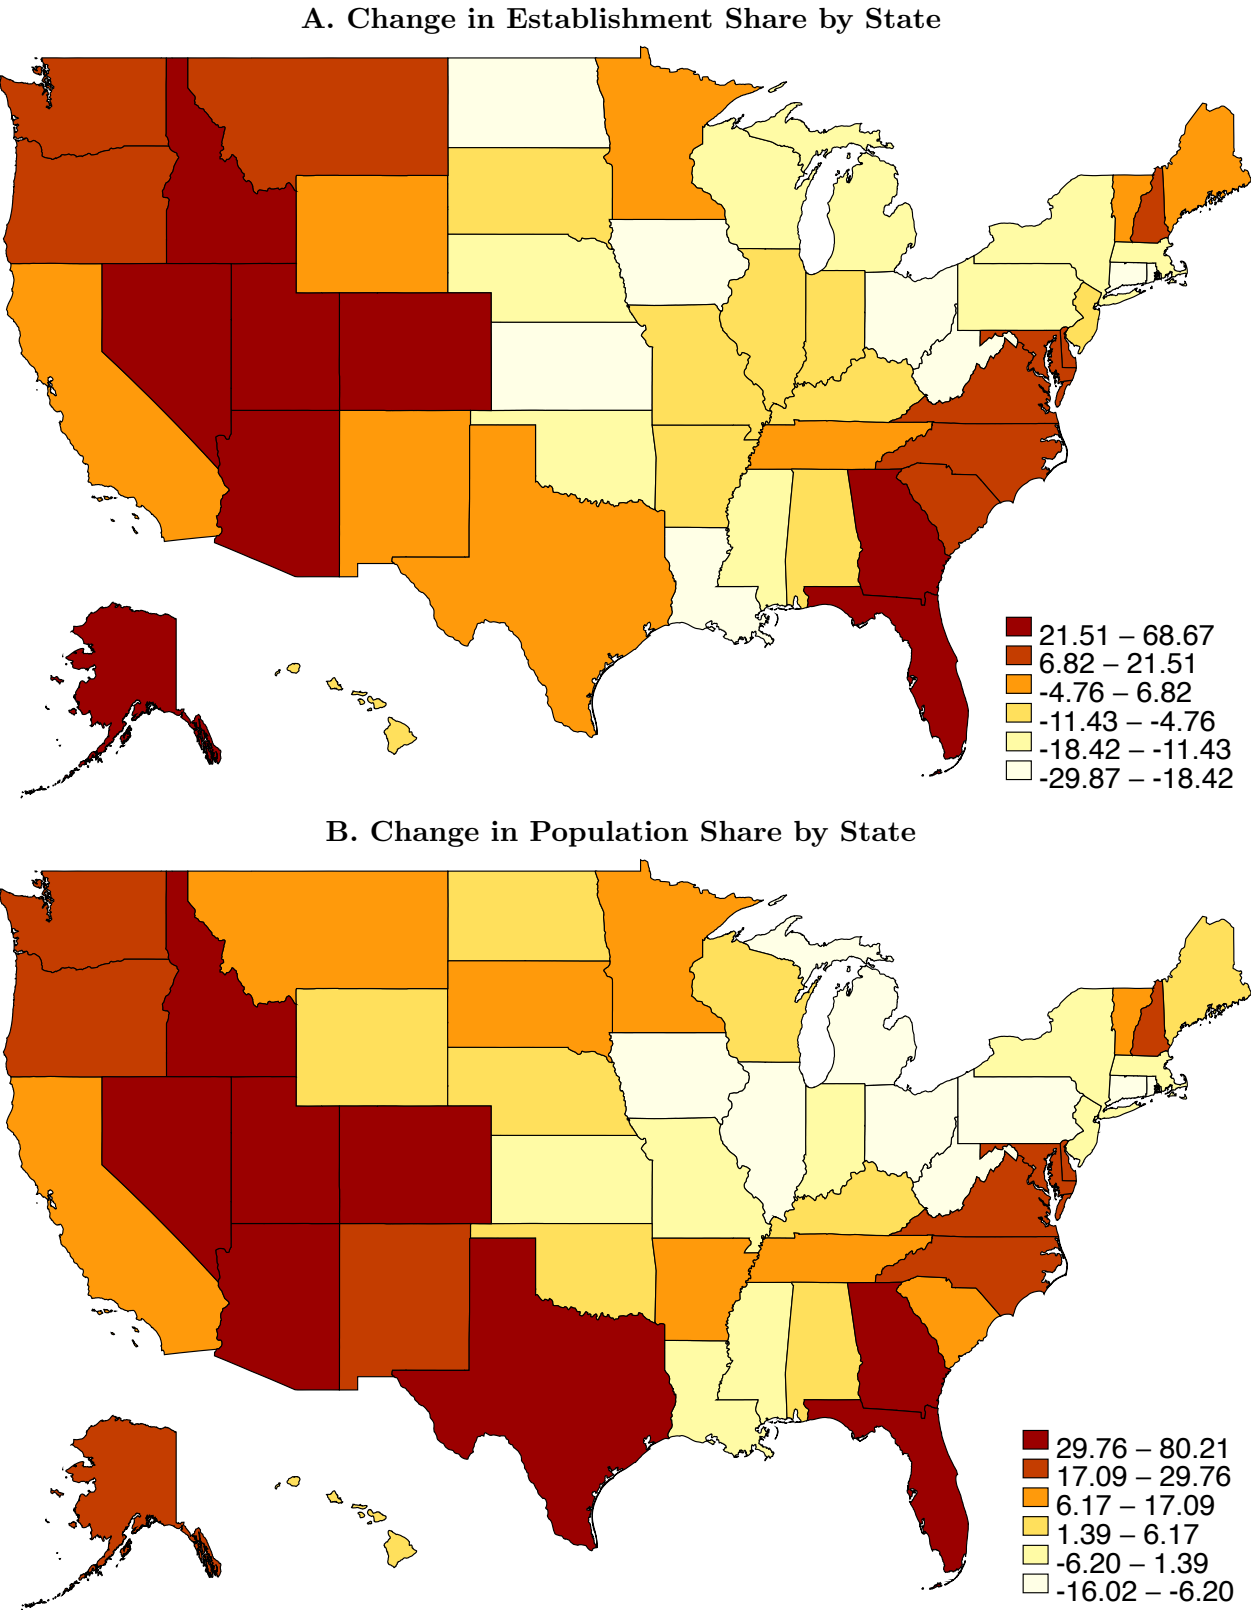 A. Change in Establishment Share by State
21.51 – 68.67
6.82 – 21.51
-4.76 – 6.82
-11.43 – -4.76
-18.42 – -11.43
-29.87 – -18.42
B. Change in Population Share by State
29.76 – 80.21
17.09 – 29.76
6.17 – 17.09
1.39 – 6.17
-6.20 – 1.39
-16.02 – -6.20